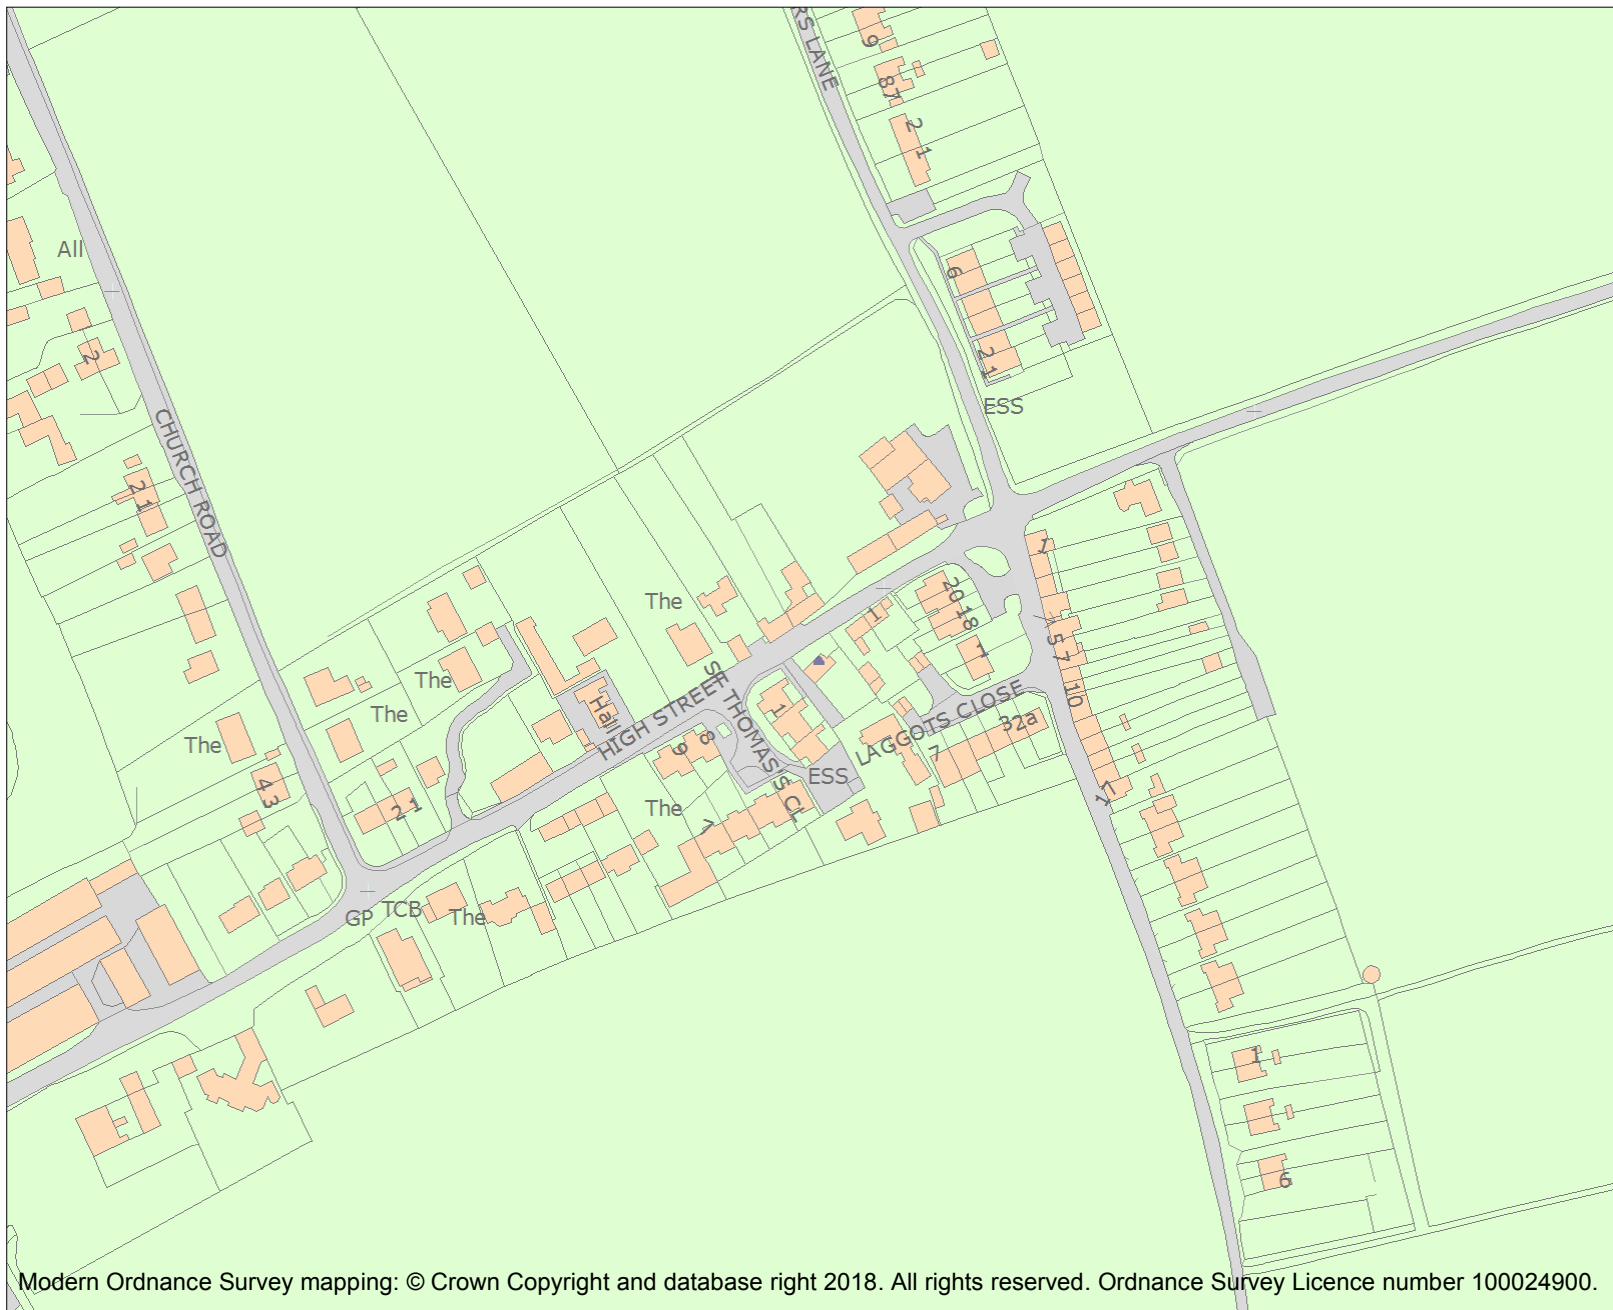 RS LANE
9
87
2
1
All
6
2
2
1
ESS
CHURCH ROAD
2
1
1
The
20
18
1
1
5
7
The
The
The
Hall
HIGH STREET
ST THOMAS'S CL
1
LAGGOTS CLOSE
32a
10
7
9
8
ESS
17
4
3
2
1
The
7
GP
TCB
The
1
6
Modern Ordnance Survey mapping: © Crown Copyright and database right 2018. All rights reserved. Ordnance Survey Licence number 100024900.